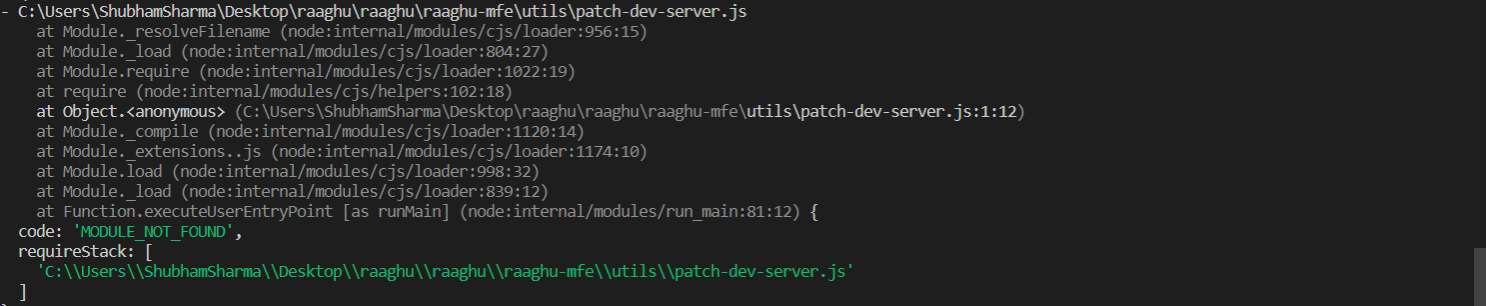 - C:\Users\ShubhamSharma\Desktop\raaghu\raaghu\raaghu-mfe\utils\patch-dev-server.js
    at Module._resolveFilename (node:internal/modules/cjs/loader:956:15)
    at Module._load (node:internal/modules/cjs/loader:804:27)
    at Module.require (node:internal/modules/cjs/loader:1022:19)
    at require (node:internal/modules/cjs/helpers:102:18)
    at Object.<anonymous> (C:\Users\ShubhamSharma\Desktop\raaghu\raaghu\raaghu-mfe\utils\patch-dev-server.js:1:12)
    at Module._compile (node:internal/modules/cjs/loader:1120:14)
    at Module._extensions..js (node:internal/modules/cjs/loader:1174:10)
    at Module.load (node:internal/modules/cjs/loader:998:32)
    at Module._load (node:internal/modules/cjs/loader:839:12)
    at Function.executeUserEntryPoint [as runMain] (node:internal/modules/run_main:81:12) {
  code: 'MODULE_NOT_FOUND',
  requireStack: [
    'C:\\Users\\ShubhamSharma\\Desktop\\raaghu\\raaghu\\raaghu-mfe\\utils\\patch-dev-server.js'
  ]